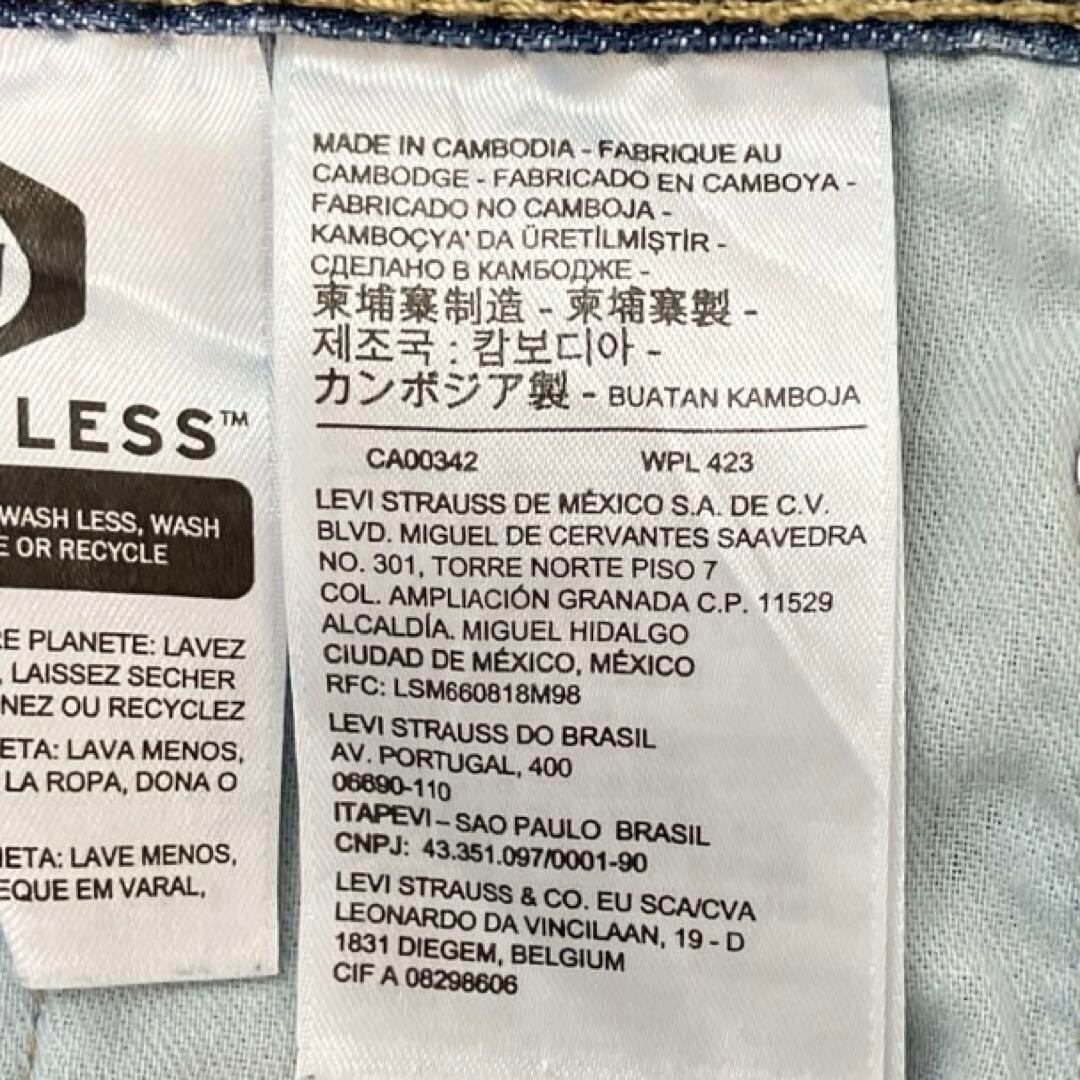 LESS™
WASH LESS, WASH
E OR RECYCLE
RE PLANETE: LAVEZ
, LAISSEZ SECHER
NEZ OU RECYCLEZ
ETA: LAVA MENOS,
LA ROPA, DONA O
NETA: LAVE MENOS,
EQUE EM VARAL,
MADE IN CAMBODIA - FABRIQUE AU
CAMBODGE - FABRICADO EN CAMBOYA -
FABRICADO NO CAMBOJA -
KAMBOÇYA' DA ÜRETİLMİŞTİR -
СДЕЛАНО В КАМБОДЖЕ -
柬埔寨制造 - 柬埔寨製 -
제조국 : 캄보디아 -
カンボジア製 - BUATAN KAMBOJA
CA00342 WPL 423
LEVI STRAUSS DE MÉXICO S.A. DE C.V.
BLVD. MIGUEL DE CERVANTES SAAVEDRA
NO. 301, TORRE NORTE PISO 7
COL. AMPLIACIÓN GRANADA C.P. 11529
ALCALDÍA. MIGUEL HIDALGO
CIUDAD DE MÉXICO, MÉXICO
RFC: LSM660818M98
LEVI STRAUSS DO BRASIL
AV. PORTUGAL, 400
06690-110
ITAPEVI – SAO PAULO BRASIL
CNPJ: 43.351.097/0001-90
LEVI STRAUSS & CO. EU SCA/CVA
LEONARDO DA VINCILAAN, 19 - D
1831 DIEGEM, BELGIUM
CIF A 08298606